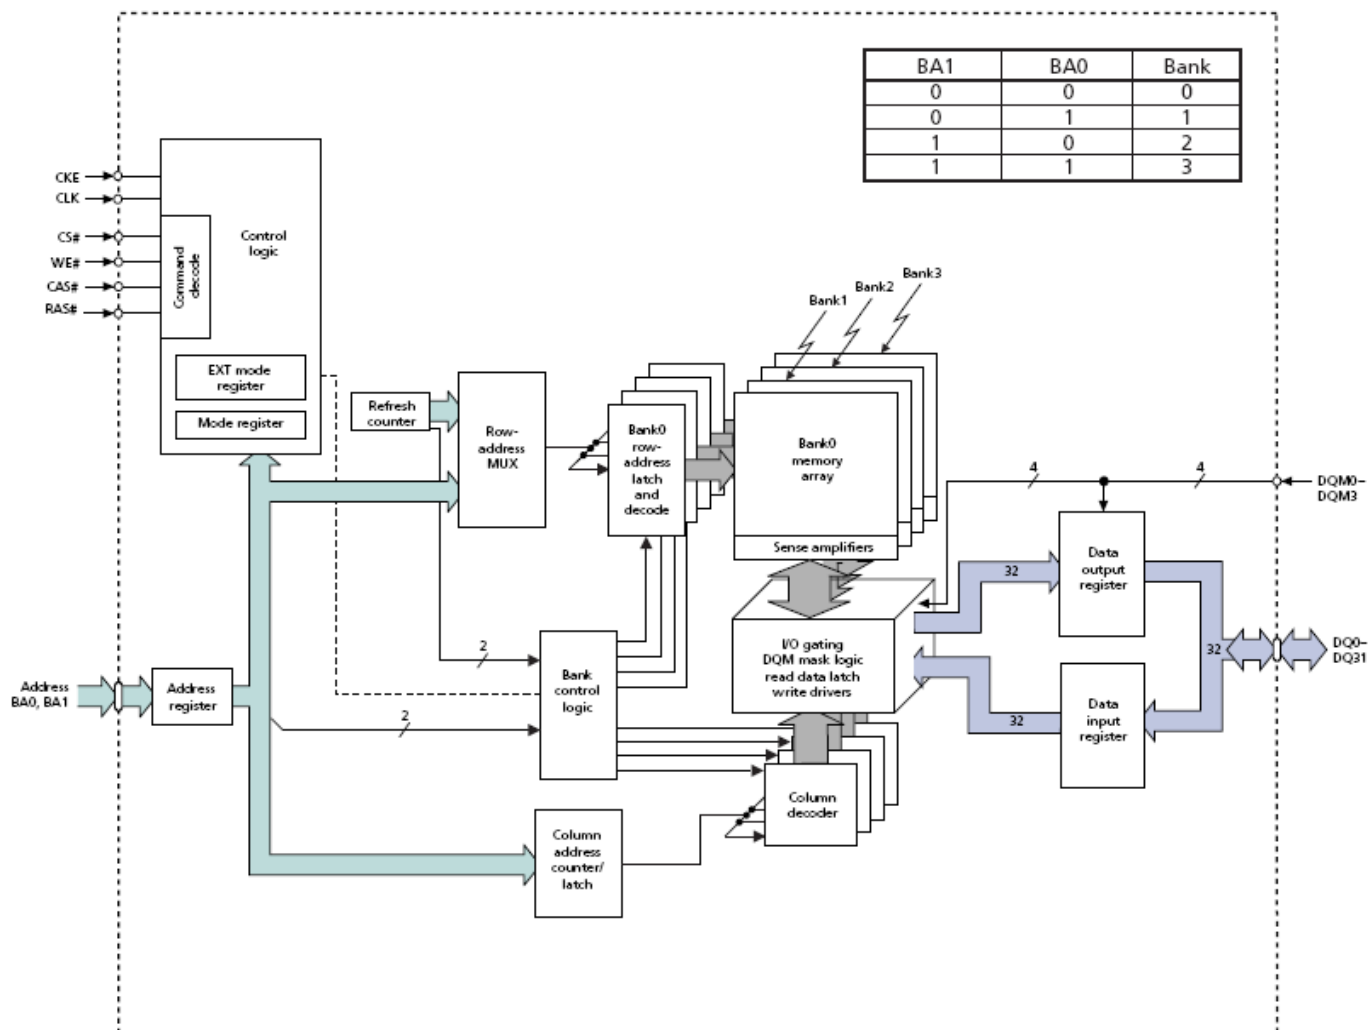 BA1 BA0 Bank
0 0 0
0 1 1
1 0 2
1 1 3
CKE
CLK
CS#
WE#
CAS#
RAS#
Control
logic
Command
decode
EXT mode
register
Mode register
Refresh
counter
Row-
address
MUX
Bank0
row-
address
latch
and
decode
Bank1
Bank2
Bank3
Bank0
memory
array
Sense amplifiers
4
4
DQM0–
DQM3
Data
output
register
32
I/O gating
DQM mask logic
read data latch
write drivers
32
DQ0–
DQ31
Data
input
register
32
2
Bank
control
logic
2
Address
BA0, BA1
Address
register
Column
decoder
Column
address
counter/
latch